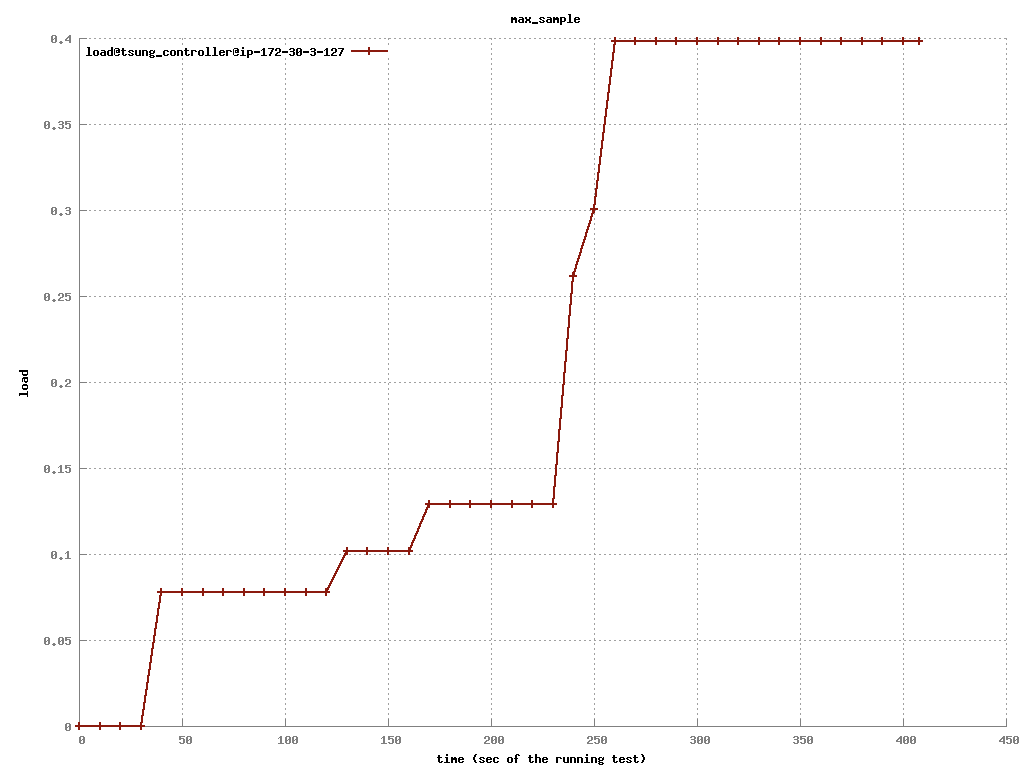 max_sample
load@tsung_controller@ip-172-30-3-127
0.4
0.35
0.3
0.25
0.2
0.15
0.1
0.05
0
load
0 50 100 150 200 250 300 350 400 450
time (sec of the running test)